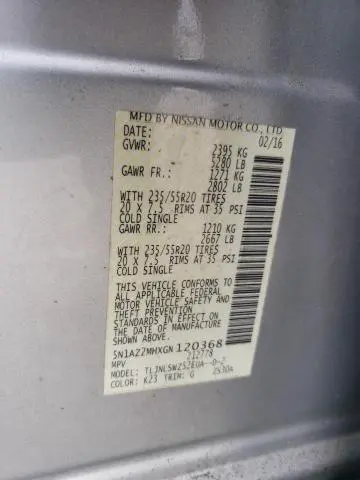 MFD BY NISSAN MOTOR CO., LTD.
DATE: 02/16
GVWR: 2395 KG
5280 LB
GAWR FR.: 1271 KG
2802 LB
WITH 235/55R20 TIRES
20 X 7.5 RIMS AT 35 PSI
COLD SINGLE
GAWR RR.: 1210 KG
2667 LB
WITH 235/55R20 TIRES
20 X 7.5 RIMS AT 35 PSI
COLD SINGLE
THIS VEHICLE CONFORMS TO
ALL APPLICABLE FEDERAL
MOTOR VEHICLE SAFETY AND
THEFT PREVENTION
STANDARDS IN EFFECT ON
THE DATE OF MANUFACTURE
5N1AZ2MHXGN120368
MPV 212778
MODEL: TLJNLSWZ52EUA--D-2
COLOR: K23 TRIM: G ZS30A